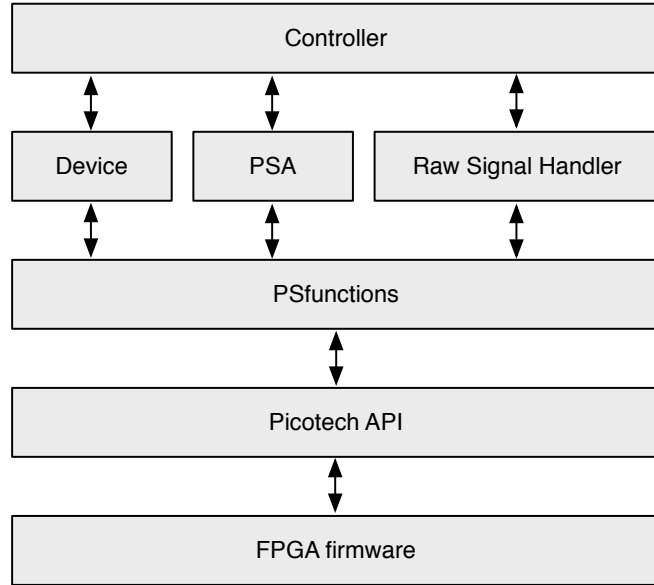 Controller
Device
PSA
Raw Signal Handler
PSfunctions
Picotech API
FPGA firmware